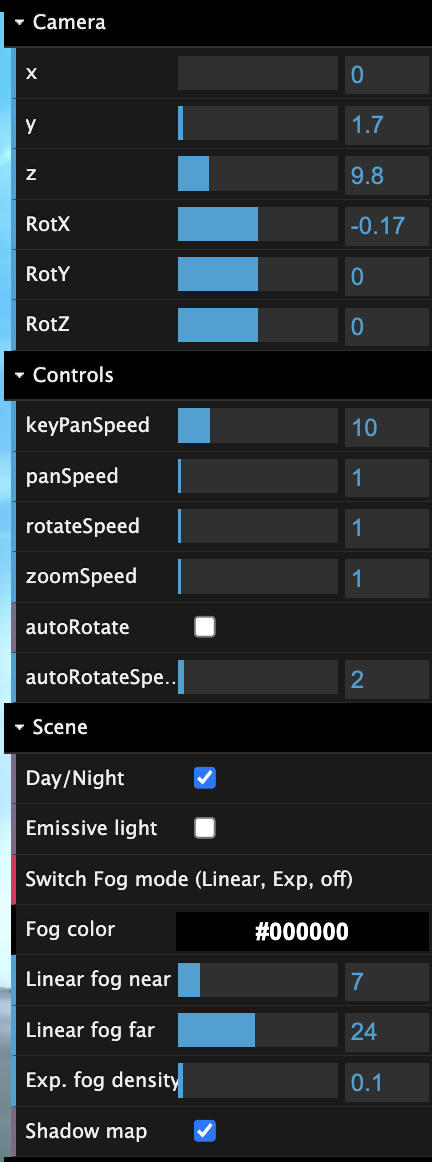 Camera
x 0
y 1.7
z 9.8
RotX -0.17
RotY 0
RotZ 0
Controls
keyPanSpeed 10
panSpeed 1
rotateSpeed 1
zoomSpeed 1
autoRotate
autoRotateSpe... 2
Scene
Day/Night
Emissive light
Switch Fog mode (Linear, Exp, off)
Fog color #000000
Linear fog near 7
Linear fog far 24
Exp. fog density 0.1
Shadow map